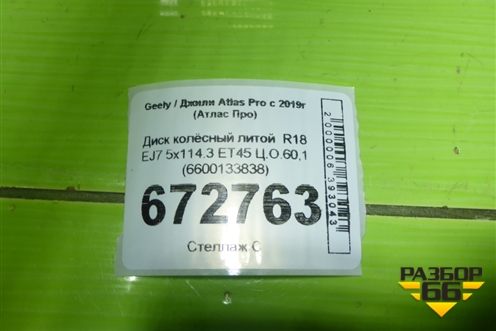 Geely / Джили Atlas Pro с 2019г
(Атлас Про)
Диск колёсный литой R18
EJ7 5x114.3 ET45 Ц.О.60,1
(6600133838)
672763
Стеллаж С
2000006393043
РАЗБОР
66